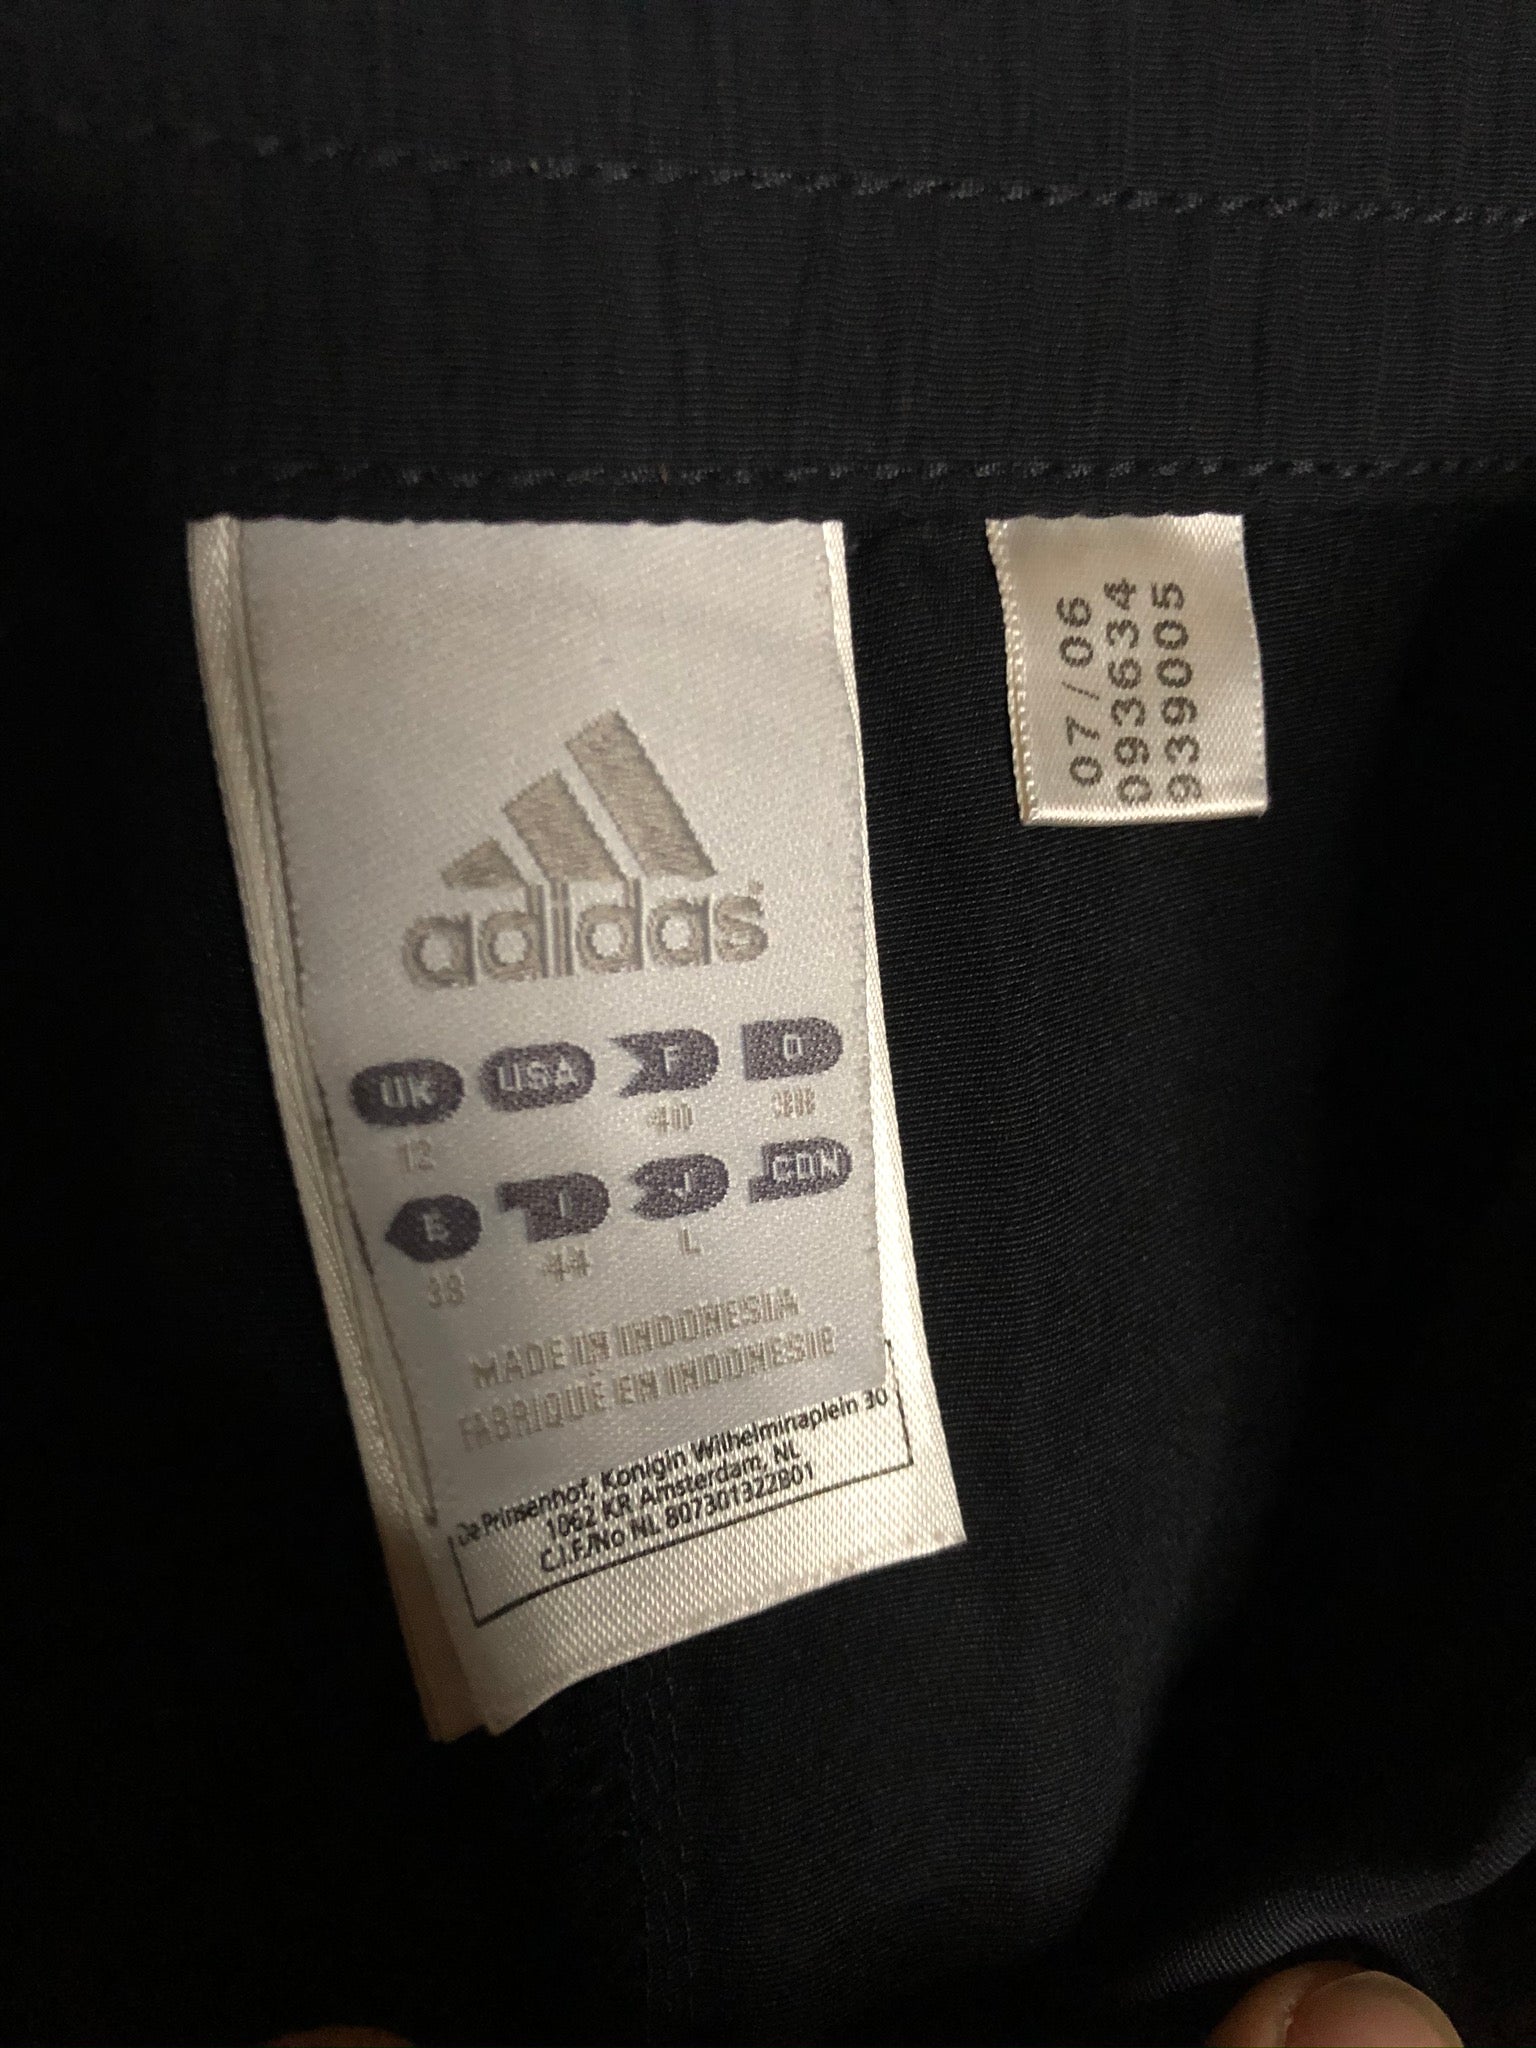 adidas
UK USA F D
12 40 38
E I J CDN
38 44 L
MADE IN INDONESIA
FABRIQUÉ EN INDONESIE
De Prinsenhof, Konigin Wilhelminaplein 30
1062 KR Amsterdam, NL
C.I.F./No NL 807301322B01
07/06
093634
939005